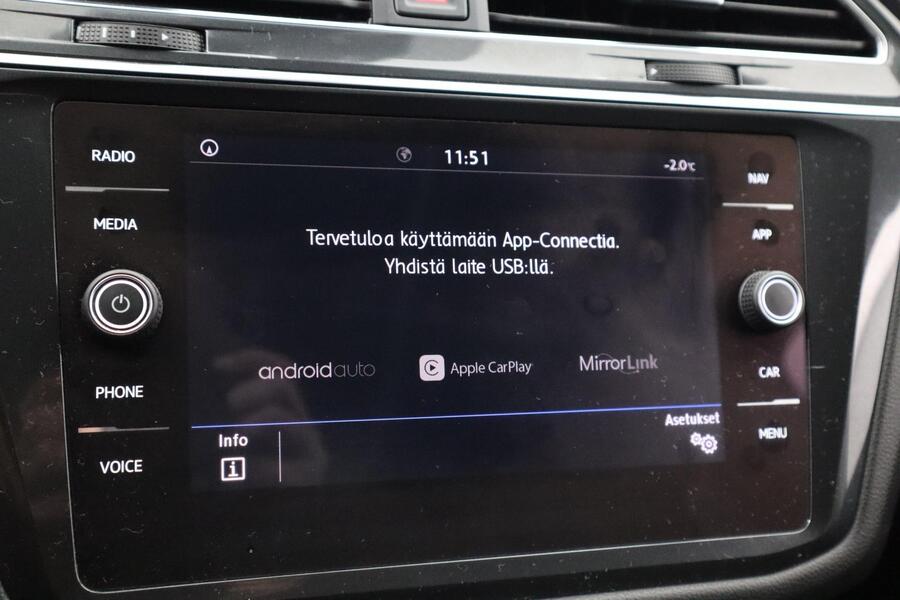 RADIO
MEDIA
PHONE
VOICE
11:51
-2.0°C
Tervetuloa käyttämään App-Connectia.
Yhdistä laite USB:llä.
androidauto
Apple CarPlay
MirrorLink
Info
i
Asetukset
NAV
APP
CAR
MENU